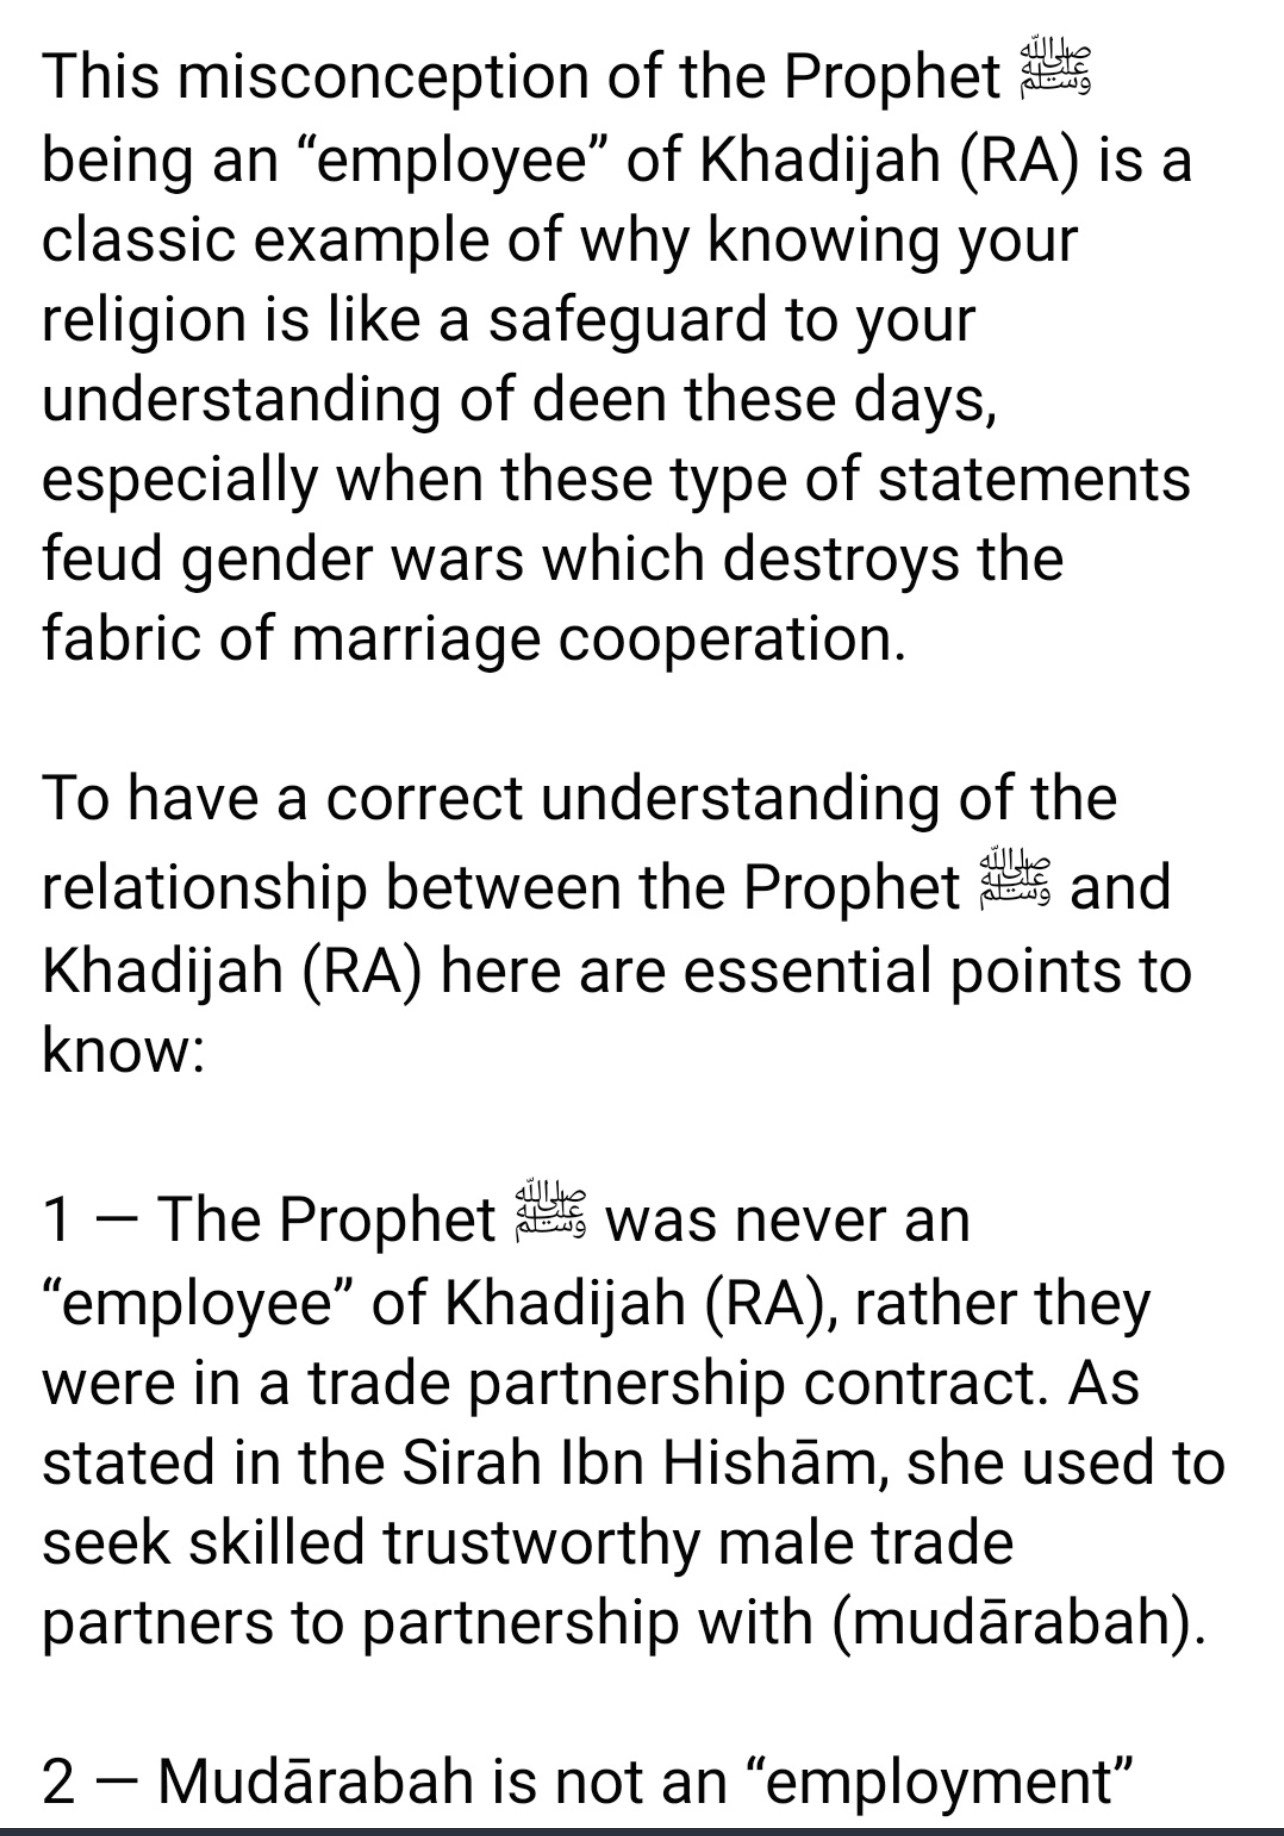 This misconception of the Prophet ﷺ
being an “employee” of Khadijah (RA) is a
classic example of why knowing your
religion is like a safeguard to your
understanding of deen these days,
especially when these type of statements
feud gender wars which destroys the
fabric of marriage cooperation.
To have a correct understanding of the
relationship between the Prophet ﷺ and
Khadijah (RA) here are essential points to
know:
1 — The Prophet ﷺ was never an
“employee” of Khadijah (RA), rather they
were in a trade partnership contract. As
stated in the Sirah Ibn Hishām, she used to
seek skilled trustworthy male trade
partners to partnership with (mudārabah).
2 — Mudārabah is not an “employment”